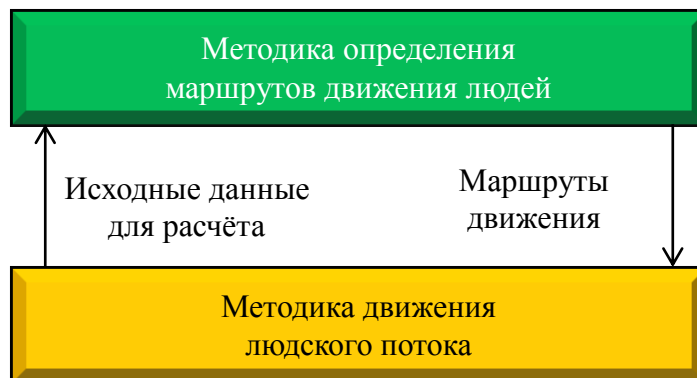 Методика определения
маршрутов движения людей
Исходные данные
для расчёта
Маршруты
движения
Методика движения
людского потока